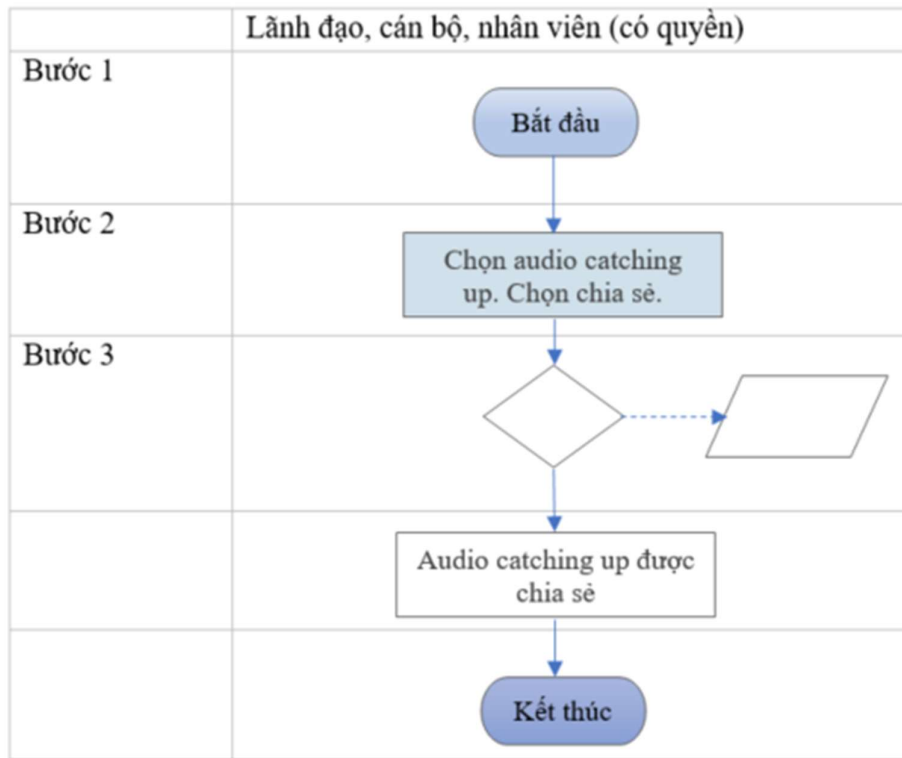 Lãnh đạo, cán bộ, nhân viên (có quyền)
Bước 1
Bắt đầu
Bước 2
Chọn audio catching
up. Chọn chia sẻ.
Bước 3
Audio catching up được
chia sẻ
Kết thúc